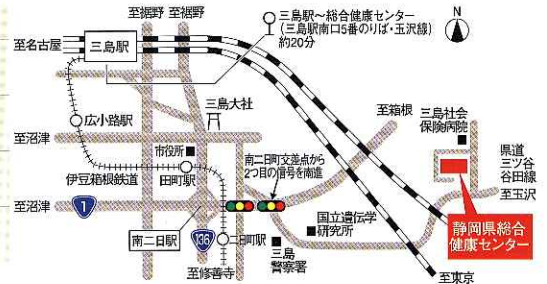 至裾野 至裾野
三島駅〜総合健康センター
(三島駅南口5番のりば・玉沢線)
約20分
N
至名古屋
三島駅
至箱根
三島社会
保険病院
広小路駅
三島大社
至沼津
市役所
県道
三ツ谷
谷田線
南二日町交差点から
2つ目の信号を南進
伊豆箱根鉄道
田町駅
至玉沢
至沼津
1
国立遺伝学
研究所
静岡県総合
健康センター
南二日駅
136
二日町駅
三島
警察署
至修善寺
至東京